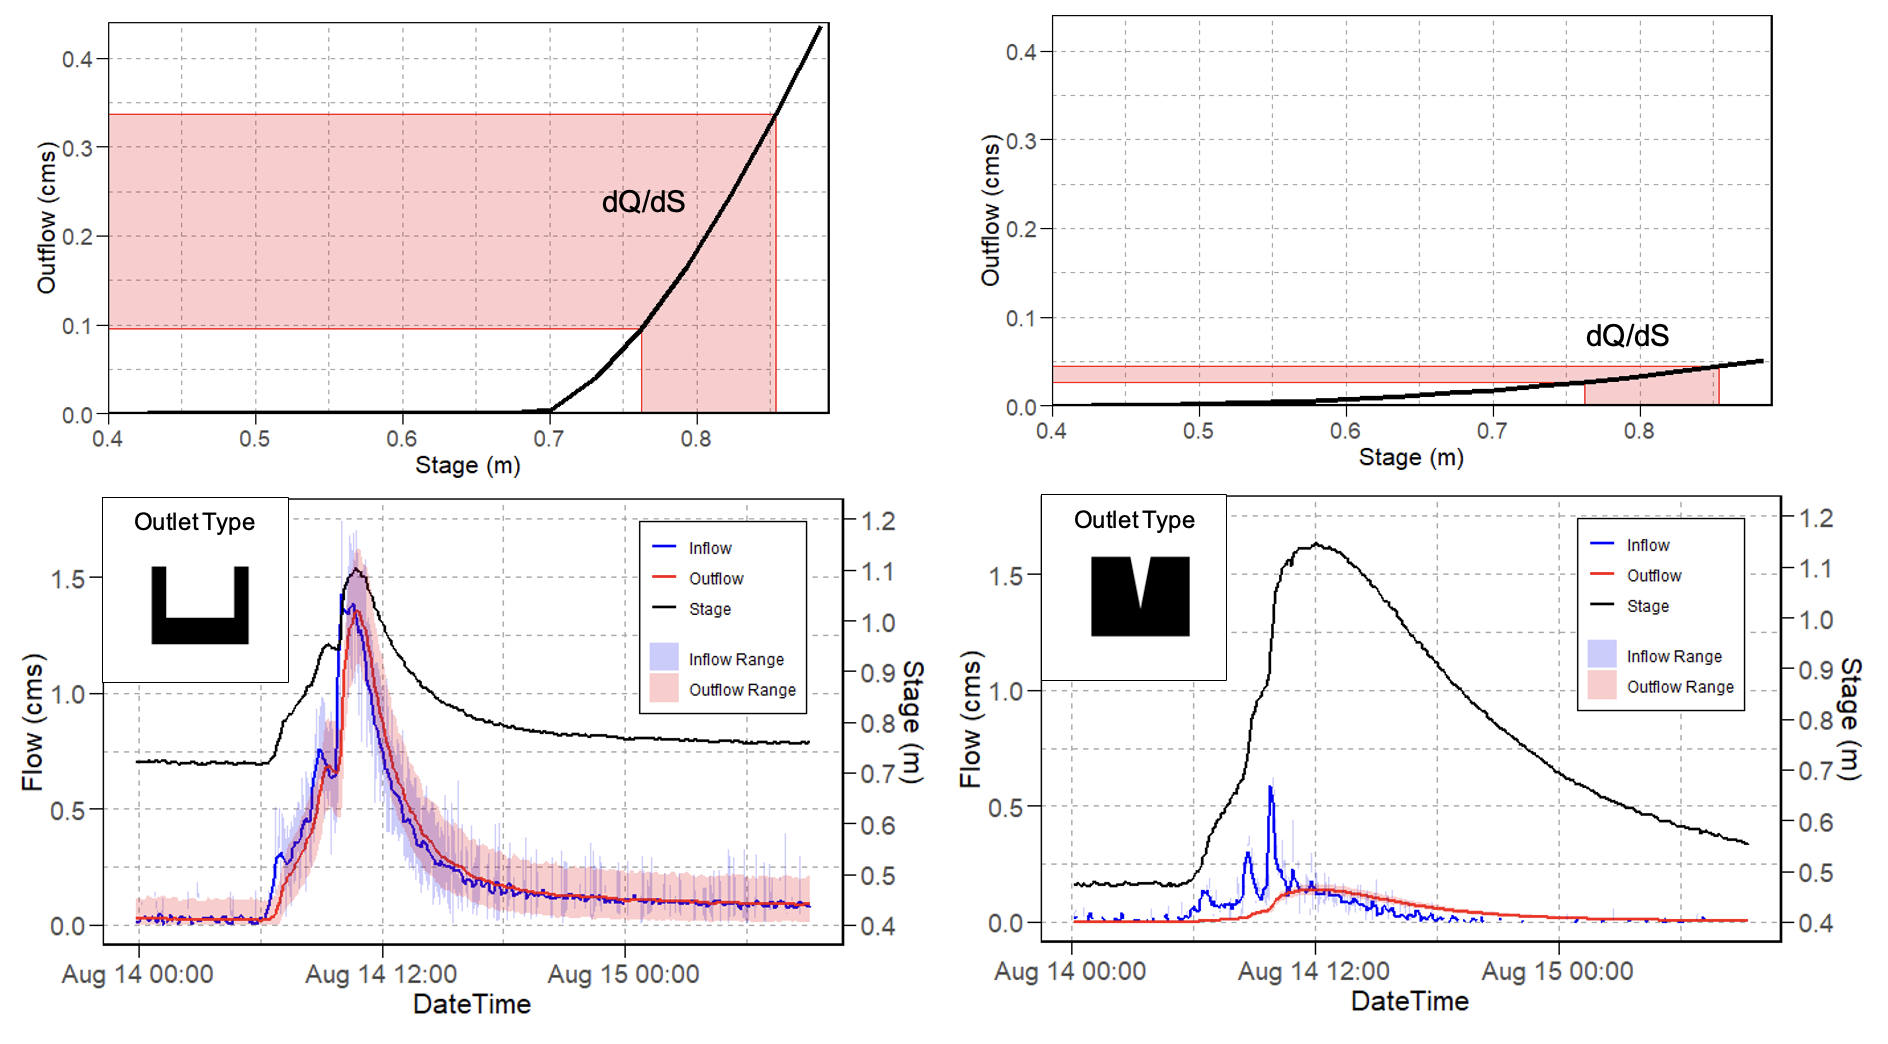 0.4
0.3
0.2
0.1
0.0
Outflow (cms)
dQ/dS
0.4 0.5 0.6 0.7 0.8
Stage (m)
0.4
0.3
0.2
0.1
0.0
Outflow (cms)
dQ/dS
0.4 0.5 0.6 0.7 0.8
Stage (m)
Outlet Type
Inflow
Outflow
Stage
Inflow Range
Outflow Range
1.5
1.0
0.5
0.0
Flow (cms)
1.2
1.1
1.0
0.9
0.8
0.7
0.6
0.5
0.4
Stage (m)
Aug 14 00:00 Aug 14 12:00 Aug 15 00:00
DateTime
Outlet Type
Inflow
Outflow
Stage
Inflow Range
Outflow Range
1.5
1.0
0.5
0.0
Flow (cms)
1.2
1.1
1.0
0.9
0.8
0.7
0.6
0.5
0.4
Stage (m)
Aug 14 00:00 Aug 14 12:00 Aug 15 00:00
DateTime